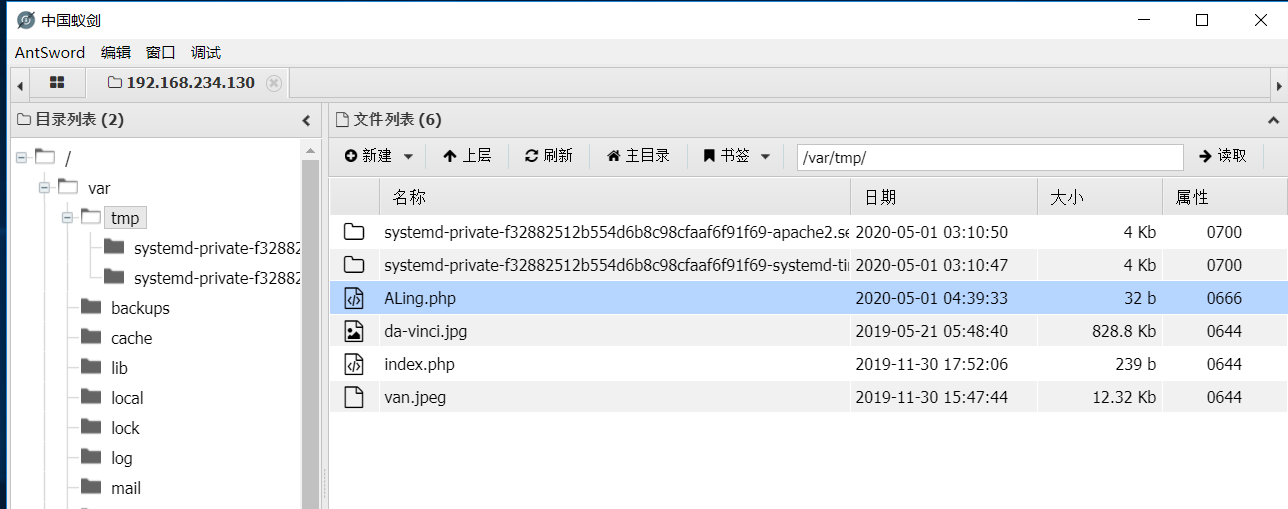 中国蚁剑
AntSword 编辑 窗口 调试
192.168.234.130
目录列表 (2)
文件列表 (6)
新建 上层 刷新 主目录 书签 /var/tmp/ 读取
名称 日期 大小 属性
/
var
tmp
systemd-private-f32882
systemd-private-f32882
backups
cache
lib
local
lock
log
mail
systemd-private-f32882512b554d6b8c98cfaaf6f91f69-apache2.se 2020-05-01 03:10:50 4 Kb 0700
systemd-private-f32882512b554d6b8c98cfaaf6f91f69-systemd-tir 2020-05-01 03:10:47 4 Kb 0700
ALing.php 2020-05-01 04:39:33 32 b 0666
da-vinci.jpg 2019-05-21 05:48:40 828.8 Kb 0644
index.php 2019-11-30 17:52:06 239 b 0644
van.jpeg 2019-11-30 15:47:44 12.32 Kb 0644